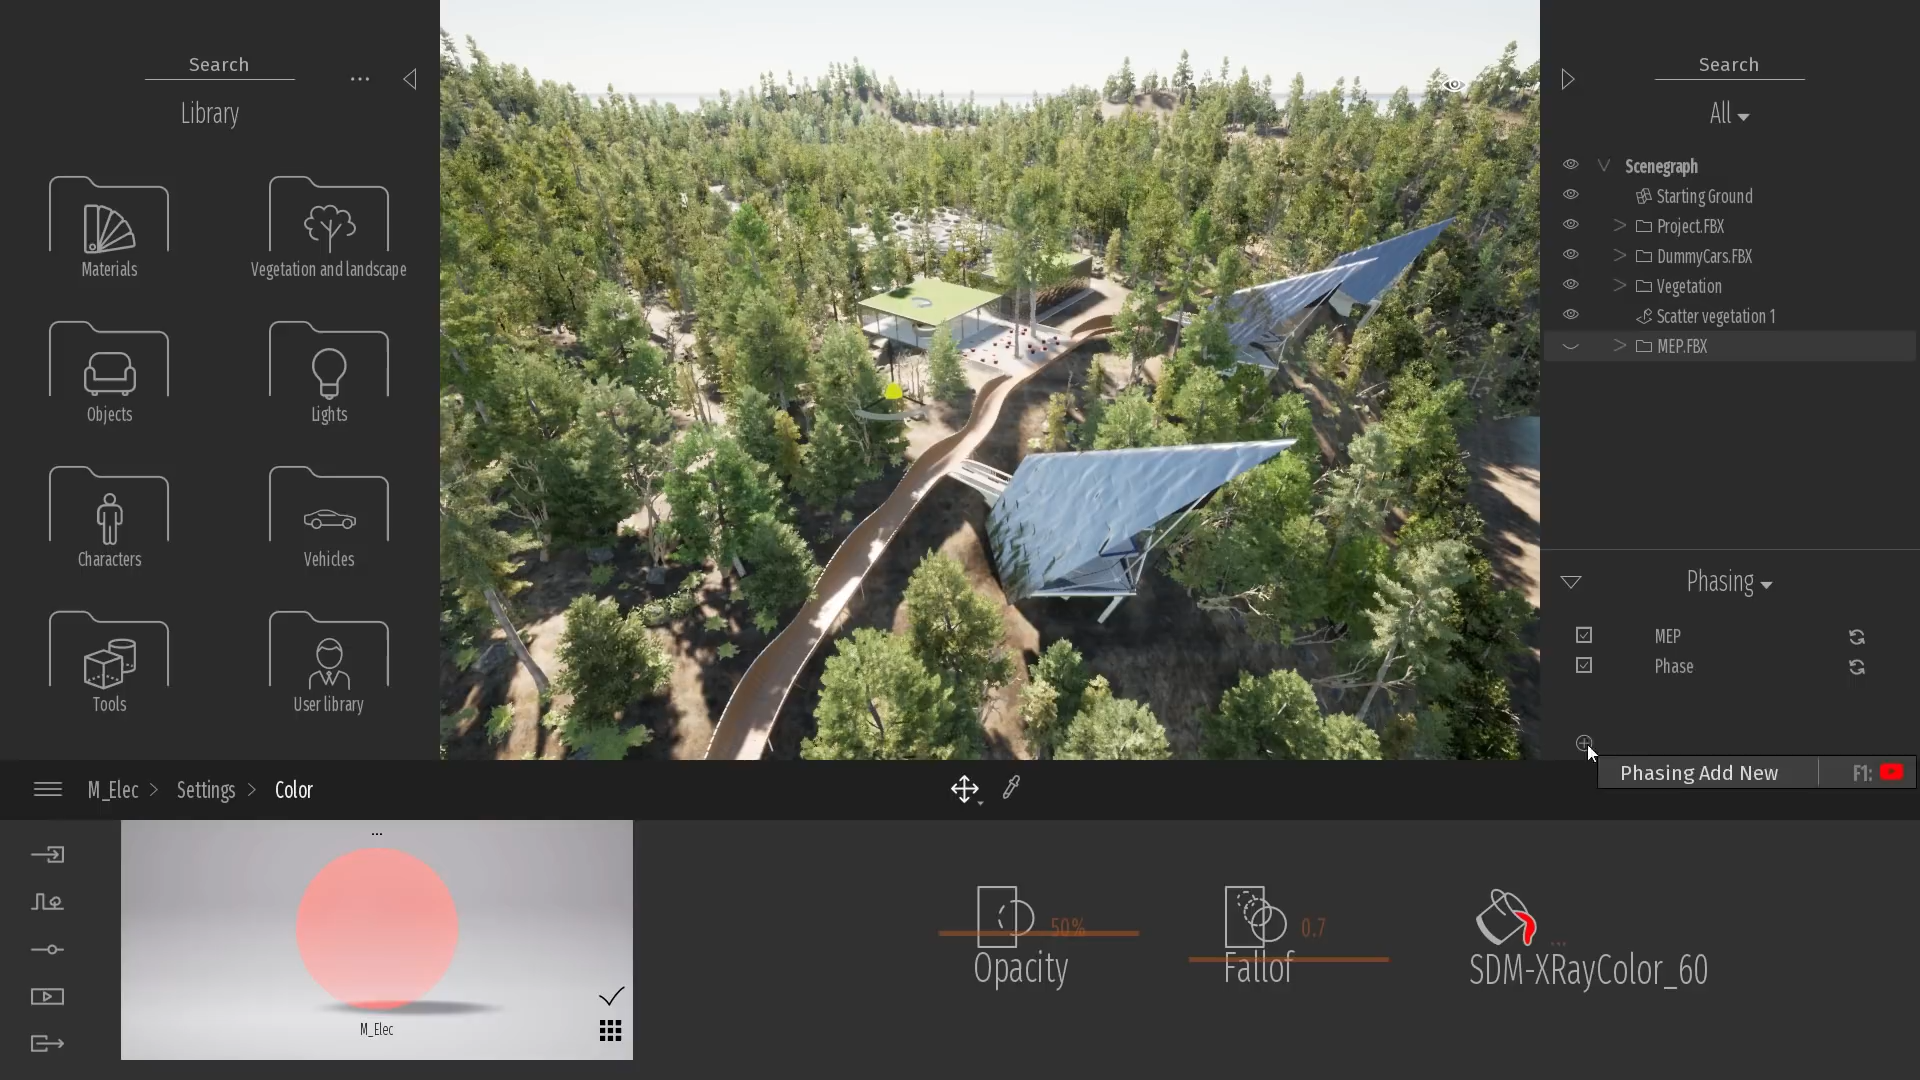 Search
...
Library
Materials
Vegetation and landscape
Objects
Lights
Characters
Vehicles
Tools
User library
Search
All
Scenegraph
Starting Ground
Project.FBX
DummyCars.FBX
Vegetation
Scatter vegetation 1
MEP.FBX
Phasing
MEP
Phase
Phasing Add New
F1:
M_Elec > Settings > Color
...
M_Elec
50%
Opacity
0.7
Fallof
...
SDM-XRayColor_60